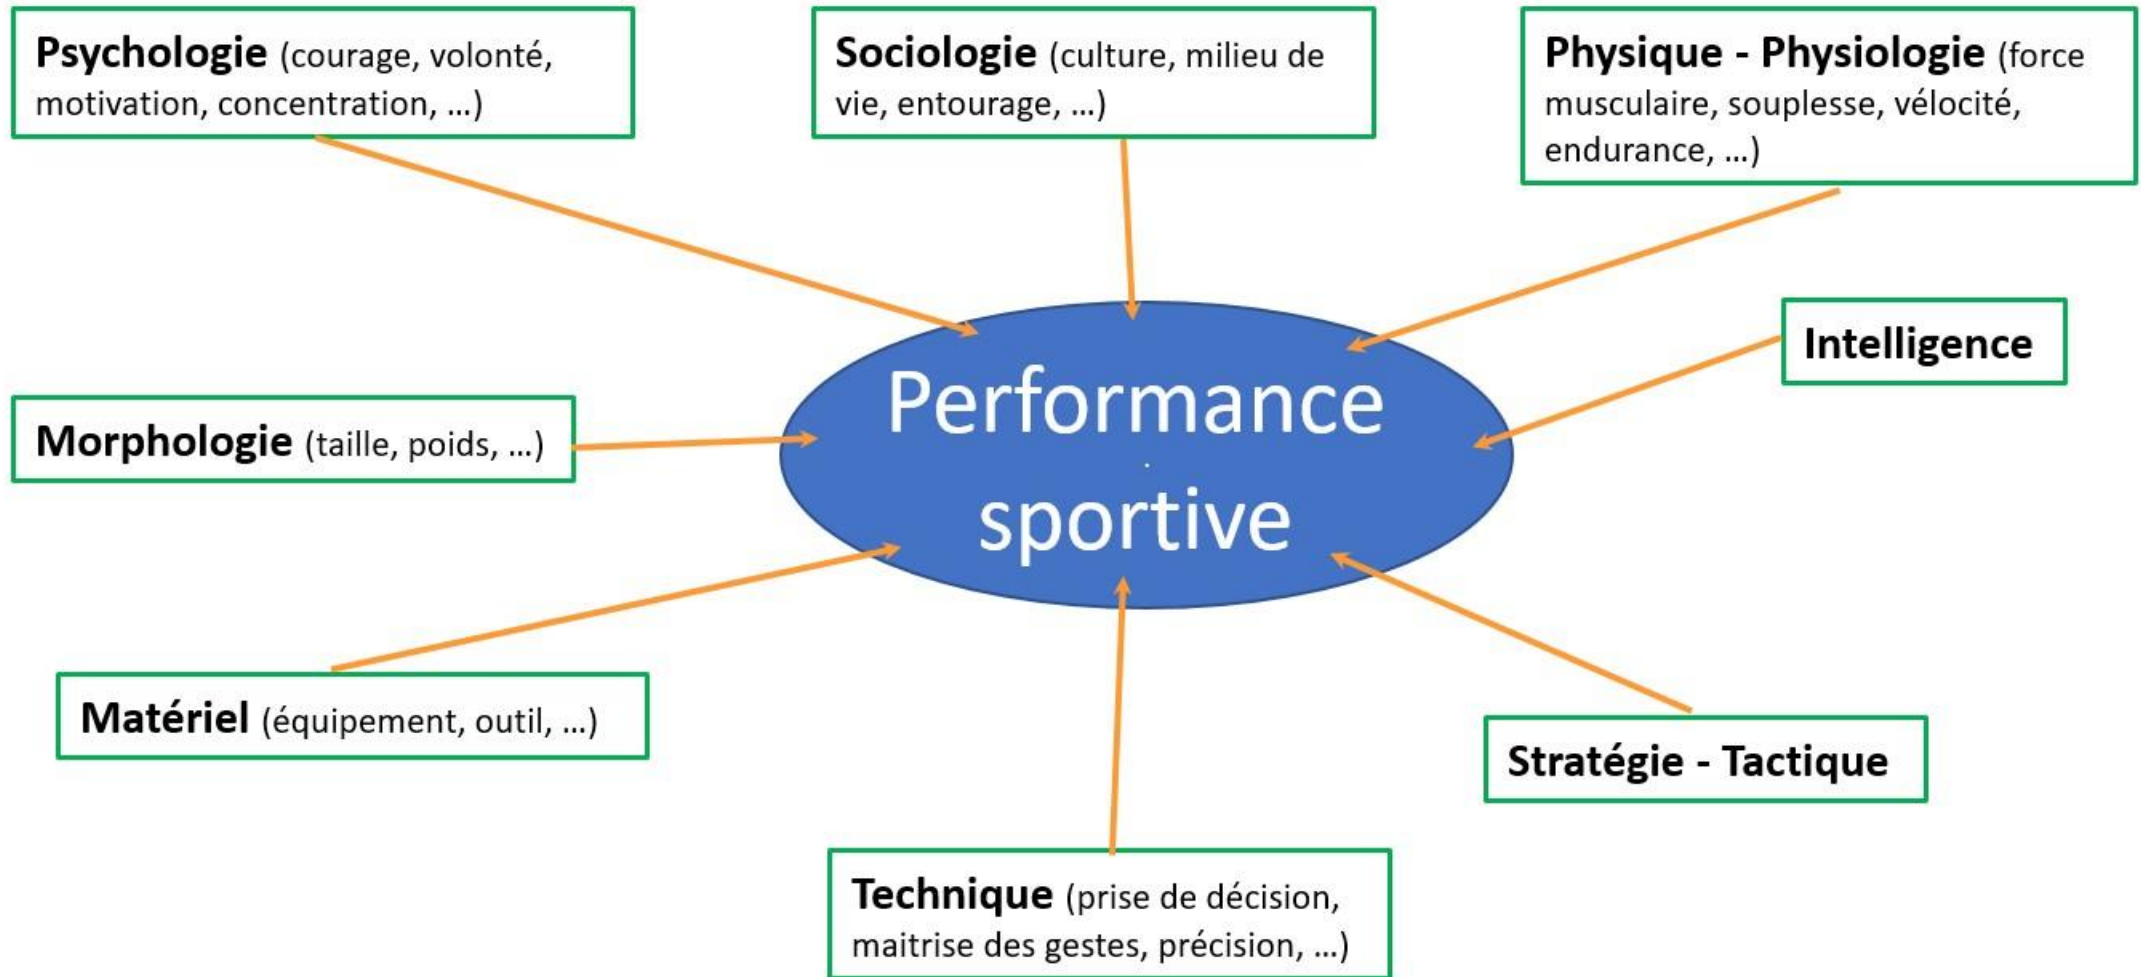 Psychologie (courage, volonté,
motivation, concentration, ...)
Sociologie (culture, milieu de
vie, entourage, ...)
Physique - Physiologie (force
musculaire, souplesse, vélocité,
endurance, ...)
Intelligence
Performance
sportive
Morphologie (taille, poids, ...)
Matériel (équipement, outil, ...)
Stratégie - Tactique
Technique (prise de décision,
maitrise des gestes, précision, ...)